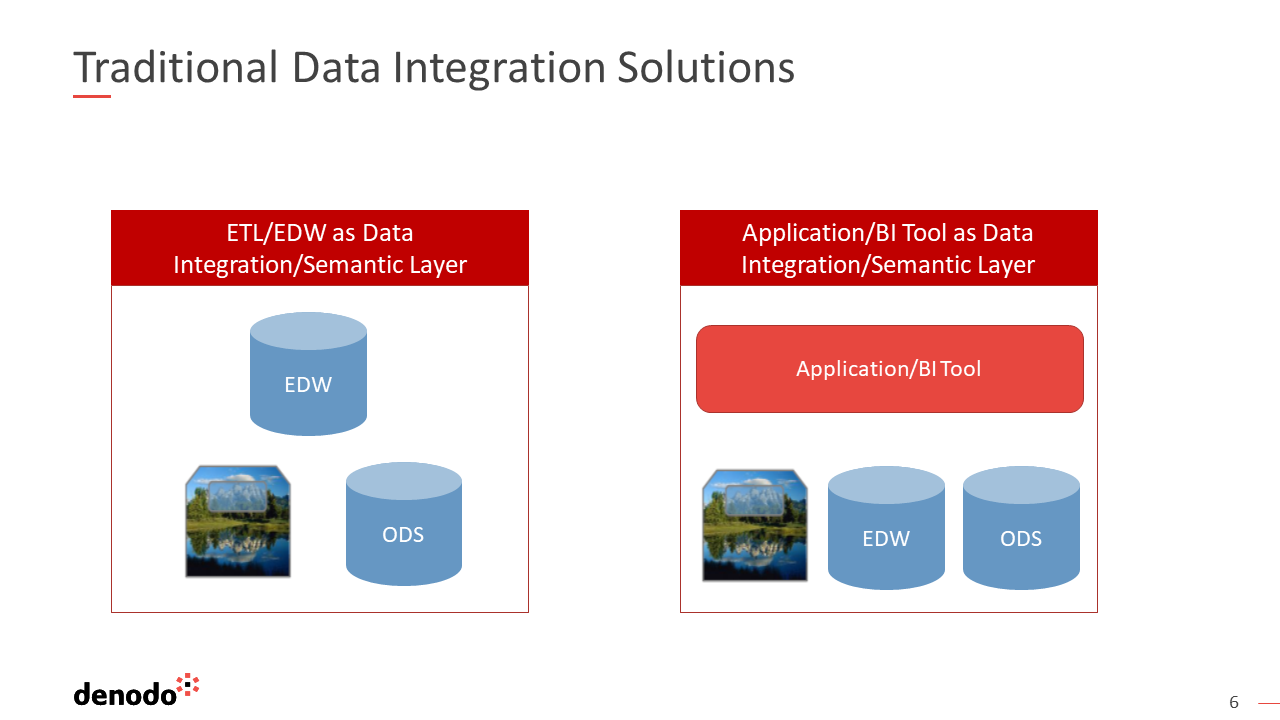 Traditional Data Integration Solutions
ETL/EDW as Data
Integration/Semantic Layer
EDW
ODS
Application/BI Tool as Data
Integration/Semantic Layer
Application/BI Tool
EDW
ODS
denodo
6